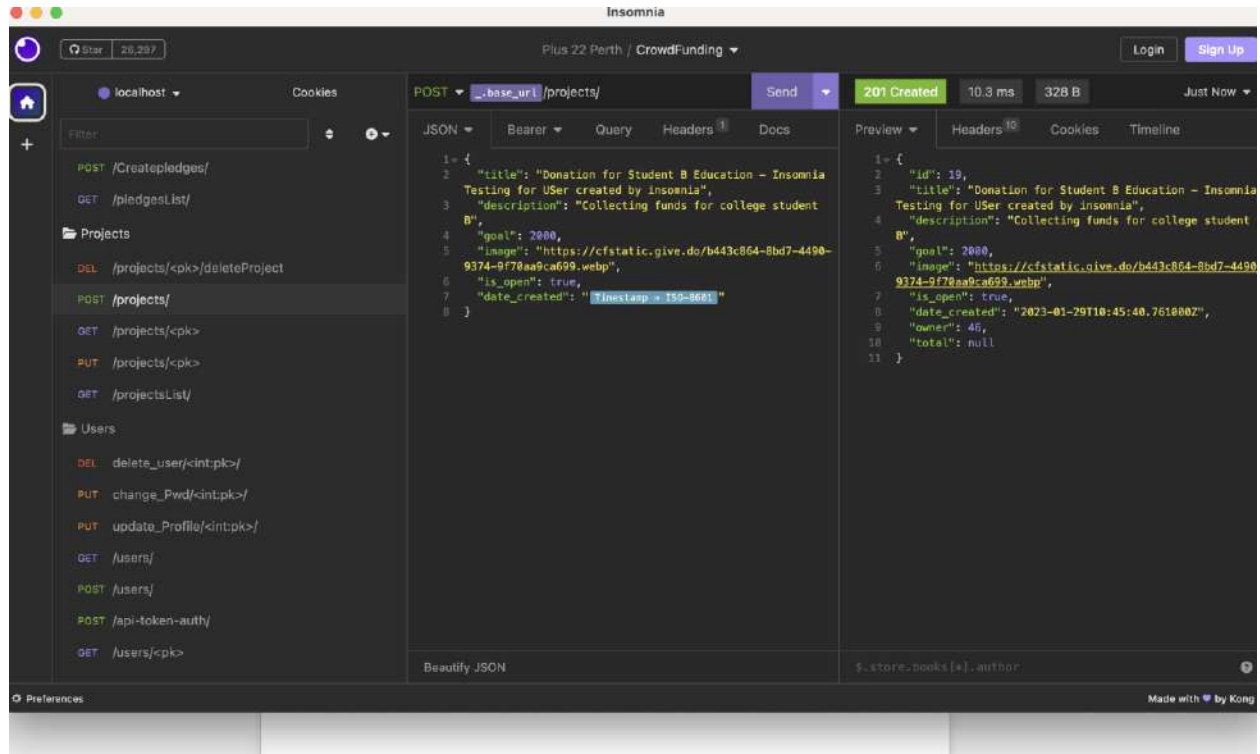 Insomnia
Star 26,297
Plus 22 Perth / CrowdFunding
Login
Sign Up
localhost
Cookies
Filter
POST /Createpledges/
GET /pledgesList/
Projects
DEL /projects/<pk>/deleteProject
POST /projects/
GET /projects/<pk>
PUT /projects/<pk>
GET /projectsList/
Users
DEL delete_user/<int:pk>/
PUT change_Pwd/<int:pk>/
PUT update_Profile/<int:pk>/
GET /users/
POST /users/
POST /api-token-auth/
GET /users/<pk>
POST _.base_url /projects/
Send
JSON Bearer Query Headers 1 Docs
1 {
2 "title": "Donation for Student B Education – Insomnia
Testing for USer created by insomnia",
3 "description": "Collecting funds for college student
B",
4 "goal": 2000,
5 "image": "https://cfstatic.give.do/b443c864-8bd7-4490-
9374-9f70aa9ca699.webp",
6 "is_open": true,
7 "date_created": "Timestamp ⇒ ISO-8601"
8 }
Beautify JSON
201 Created
10.3 ms
328 B
Just Now
Preview Headers 10 Cookies Timeline
1 {
2 "id": 19,
3 "title": "Donation for Student B Education – Insomnia
Testing for USer created by insomnia",
4 "description": "Collecting funds for college student
B",
5 "goal": 2000,
6 "image": "https://cfstatic.give.do/b443c864-8bd7-4490
9374-9f70aa9ca699.webp",
7 "is_open": true,
8 "date_created": "2023-01-29T10:45:40.761000Z",
9 "owner": 46,
10 "total": null
11 }
$.store.books[*].author
Preferences
Made with ♥ by Kong